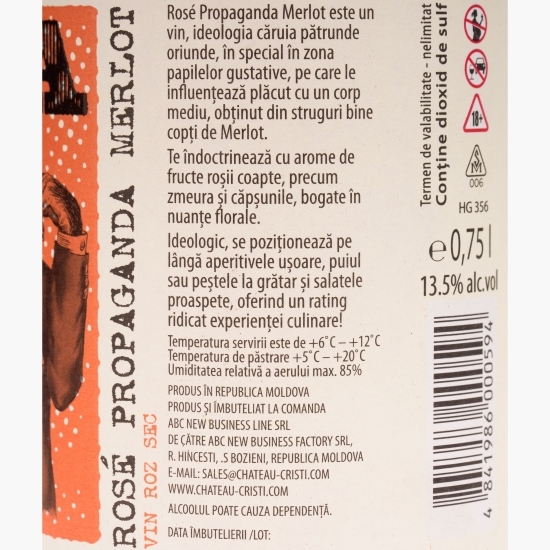 Rosé Propaganda Merlot este un
vin, ideologia căruia pătrunde
oriunde, în special în zona
papilelor gustative, pe care le
influențează plăcut cu un corp
mediu, obținut din struguri bine
copți de Merlot.
Te îndoctrinează cu arome de
fructe roșii coapte, precum
zmeura și căpșunile, bogate în
nuanțe florale.
Ideologic, se poziționează pe
lângă aperitivele ușoare, puiul
sau peștele la grătar și salatele
proaspete, oferind un rating
ridicat experienței culinare!
Temperatura servirii este de +6˚C – +12˚C
Temperatura de păstrare +5˚C – +20˚C
Umiditatea relativă a aerului max. 85%
PRODUS ÎN REPUBLICA MOLDOVA
PRODUS ȘI ÎMBUTELIAT LA COMANDA
ABC NEW BUSINESS LINE SRL
DE CĂTRE ABC NEW BUSINESS FACTORY SRL,
R. HÎNCESTI, .S BOZIENI, REPUBLICA MOLDOVA
E-MAIL: SALES@CHATEAU-CRISTI.COM
WWW.CHATEAU-CRISTI.COM
ALCOOLUL POATE CAUZA DEPENDENȚĂ.
DATA ÎMBUTELIERII /LOT:
ROSÉ PROPAGANDA MERLOT
VIN ROZ SEC
A
Termen de valabilitate - nelimitat
Conține dioxid de sulf
18+
006
HG 356
e 0,75 l
13.5% alc.vol
4 841986 000594